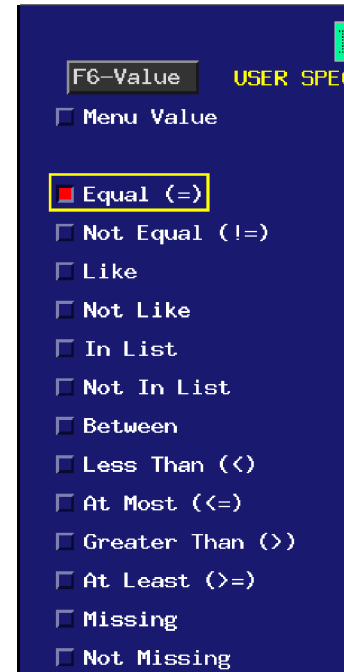 F6-Value USER
Menu Value
Equal (=)
Not Equal (!=)
Like
Not Like
In List
Not In List
Between
Less Than (<)
At Most (<=)
Greater Than (>)
At Least (>=)
Missing
Not Missing